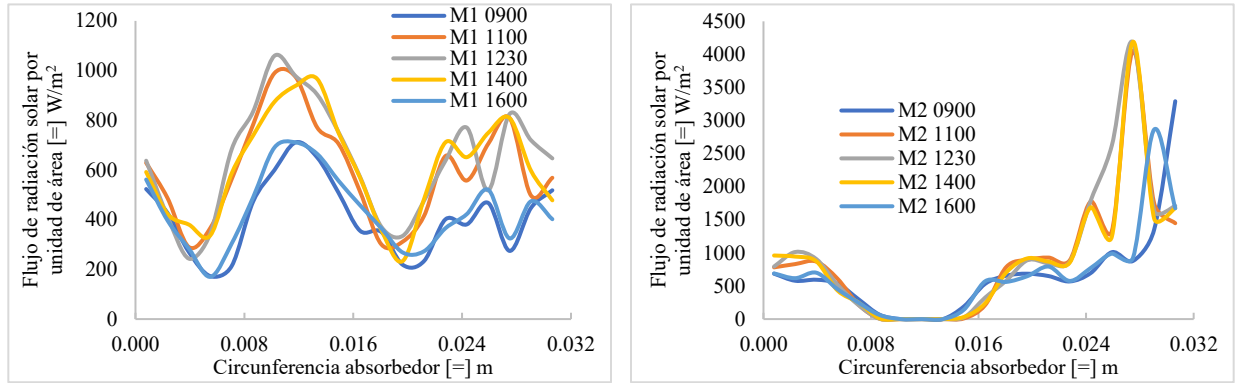 Flujo de radiación solar por
unidad de área [=] W/m²
1200
1000
800
600
400
200
0
M1 0900
M1 1100
M1 1230
M1 1400
M1 1600
0.000
0.008
0.016
0.024
0.032
Circunferencia absorbedor [=] m
Flujo de radiación solar por
unidad de área [=] W/m²
4500
4000
3500
3000
2500
2000
1500
1000
500
0
M2 0900
M2 1100
M2 1230
M2 1400
M2 1600
0.000
0.008
0.016
0.024
0.032
Circunferencia absorbedor [=] m